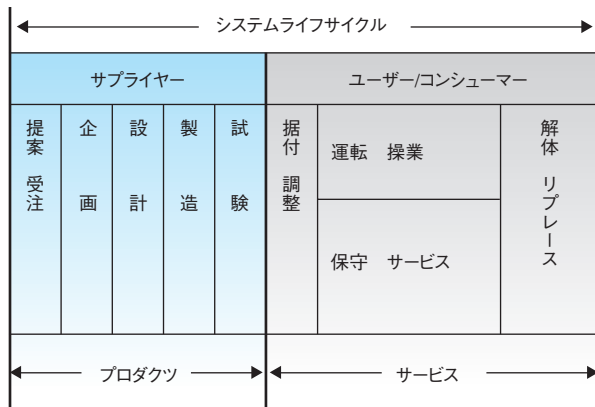 システムライフサイクル
サプライヤー
ユーザー/コンシューマー
提案 受注
企画
設計
製造
試験
据付 調整
運転 操業
保守 サービス
解体 リプレース
プロダクツ
サービス